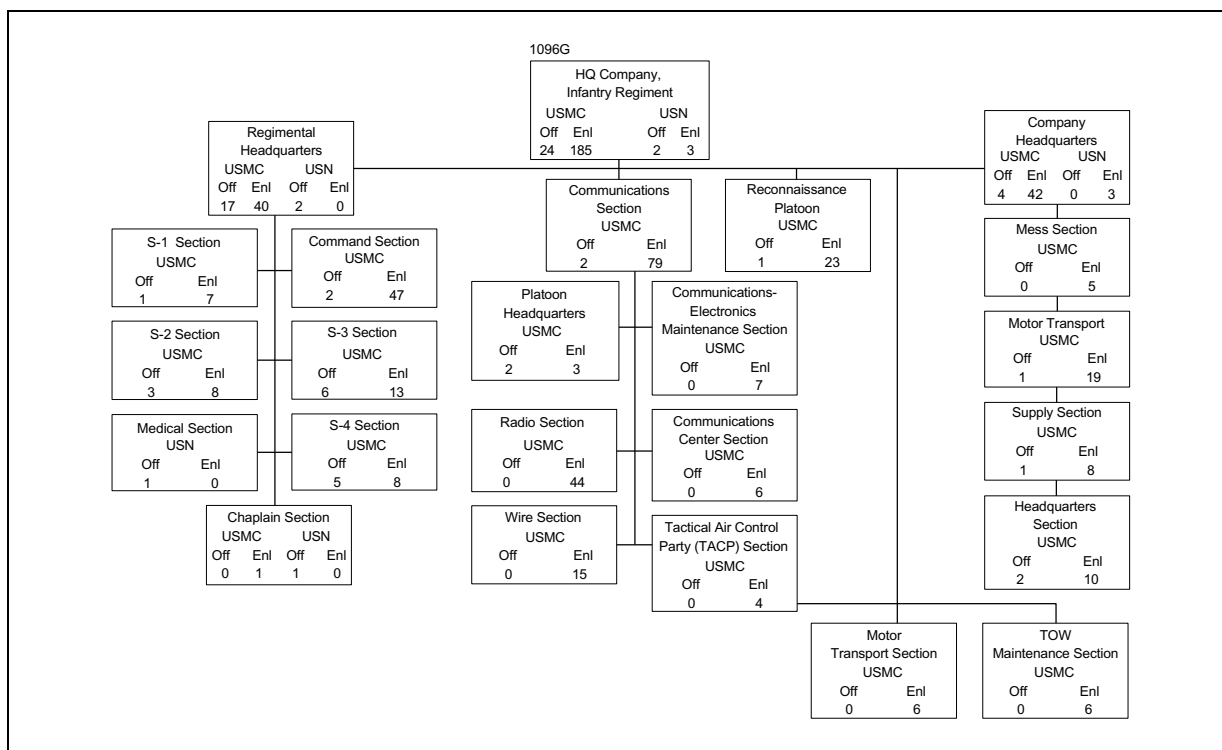 1096G
HQ Company,
Infantry Regiment
USMC USN
Off Enl Off Enl
24 185 2 3
Regimental
Headquarters
USMC USN
Off Enl Off Enl
17 40 2 0
Company
Headquarters
USMC USN
Off Enl Off Enl
4 42 0 3
Communications
Section
USMC
Off Enl
2 79
Reconnaissance
Platoon
USMC
Off Enl
1 23
S-1 Section
USMC
Off Enl
1 7
Command Section
USMC
Off Enl
2 47
S-2 Section
USMC
Off Enl
3 8
S-3 Section
USMC
Off Enl
6 13
Medical Section
USN
Off Enl
1 0
S-4 Section
USMC
Off Enl
5 8
Chaplain Section
USMC USN
Off Enl Off Enl
0 1 1 0
Platoon
Headquarters
USMC
Off Enl
2 3
Communications-
Electronics
Maintenance Section
USMC
Off Enl
0 7
Radio Section
USMC
Off Enl
0 44
Communications
Center Section
USMC
Off Enl
0 6
Wire Section
USMC
Off Enl
0 15
Tactical Air Control
Party (TACP) Section
USMC
Off Enl
0 4
Mess Section
USMC
Off Enl
0 5
Motor Transport
USMC
Off Enl
1 19
Supply Section
USMC
Off Enl
1 8
Headquarters
Section
USMC
Off Enl
2 10
Motor
Transport Section
USMC
Off Enl
0 6
TOW
Maintenance Section
USMC
Off Enl
0 6